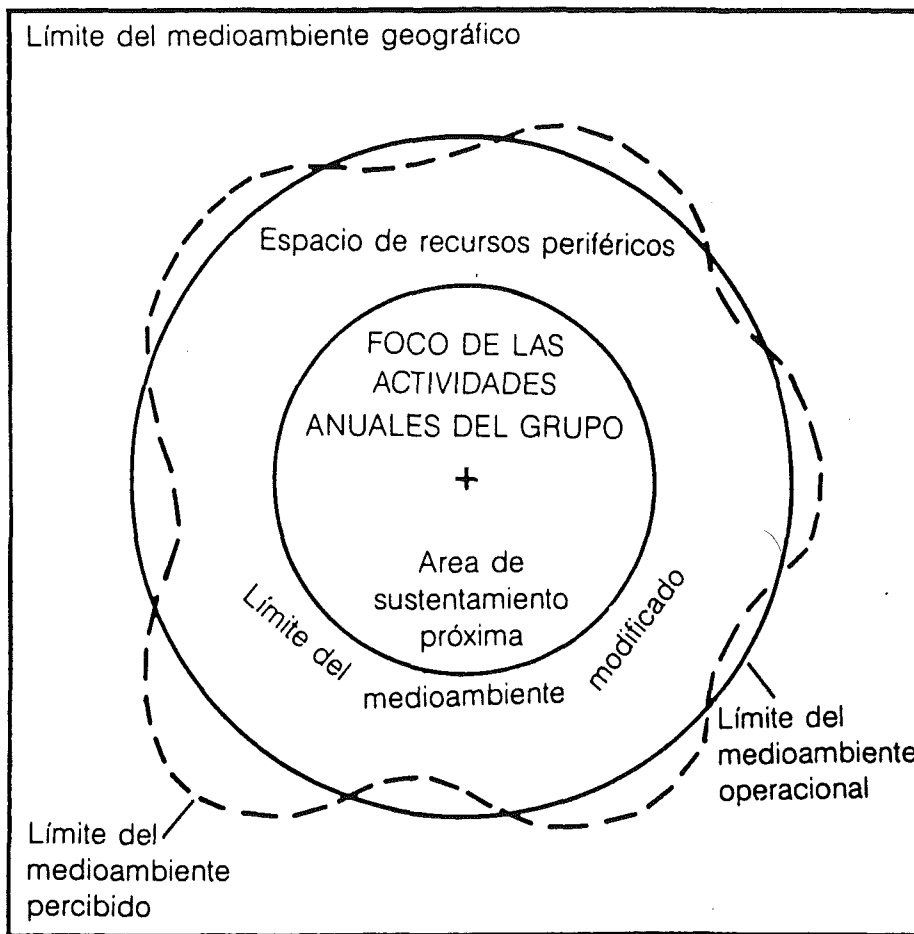 Límite del medioambiente geográfico
Espacio de recursos periféricos
FOCO DE LAS
ACTIVIDADES
ANUALES DEL GRUPO
+
Area de
sustentamiento
próxima
Límite del
medioambiente
modificado
Límite del
medioambiente
operacional
Límite del
medioambiente
percibido